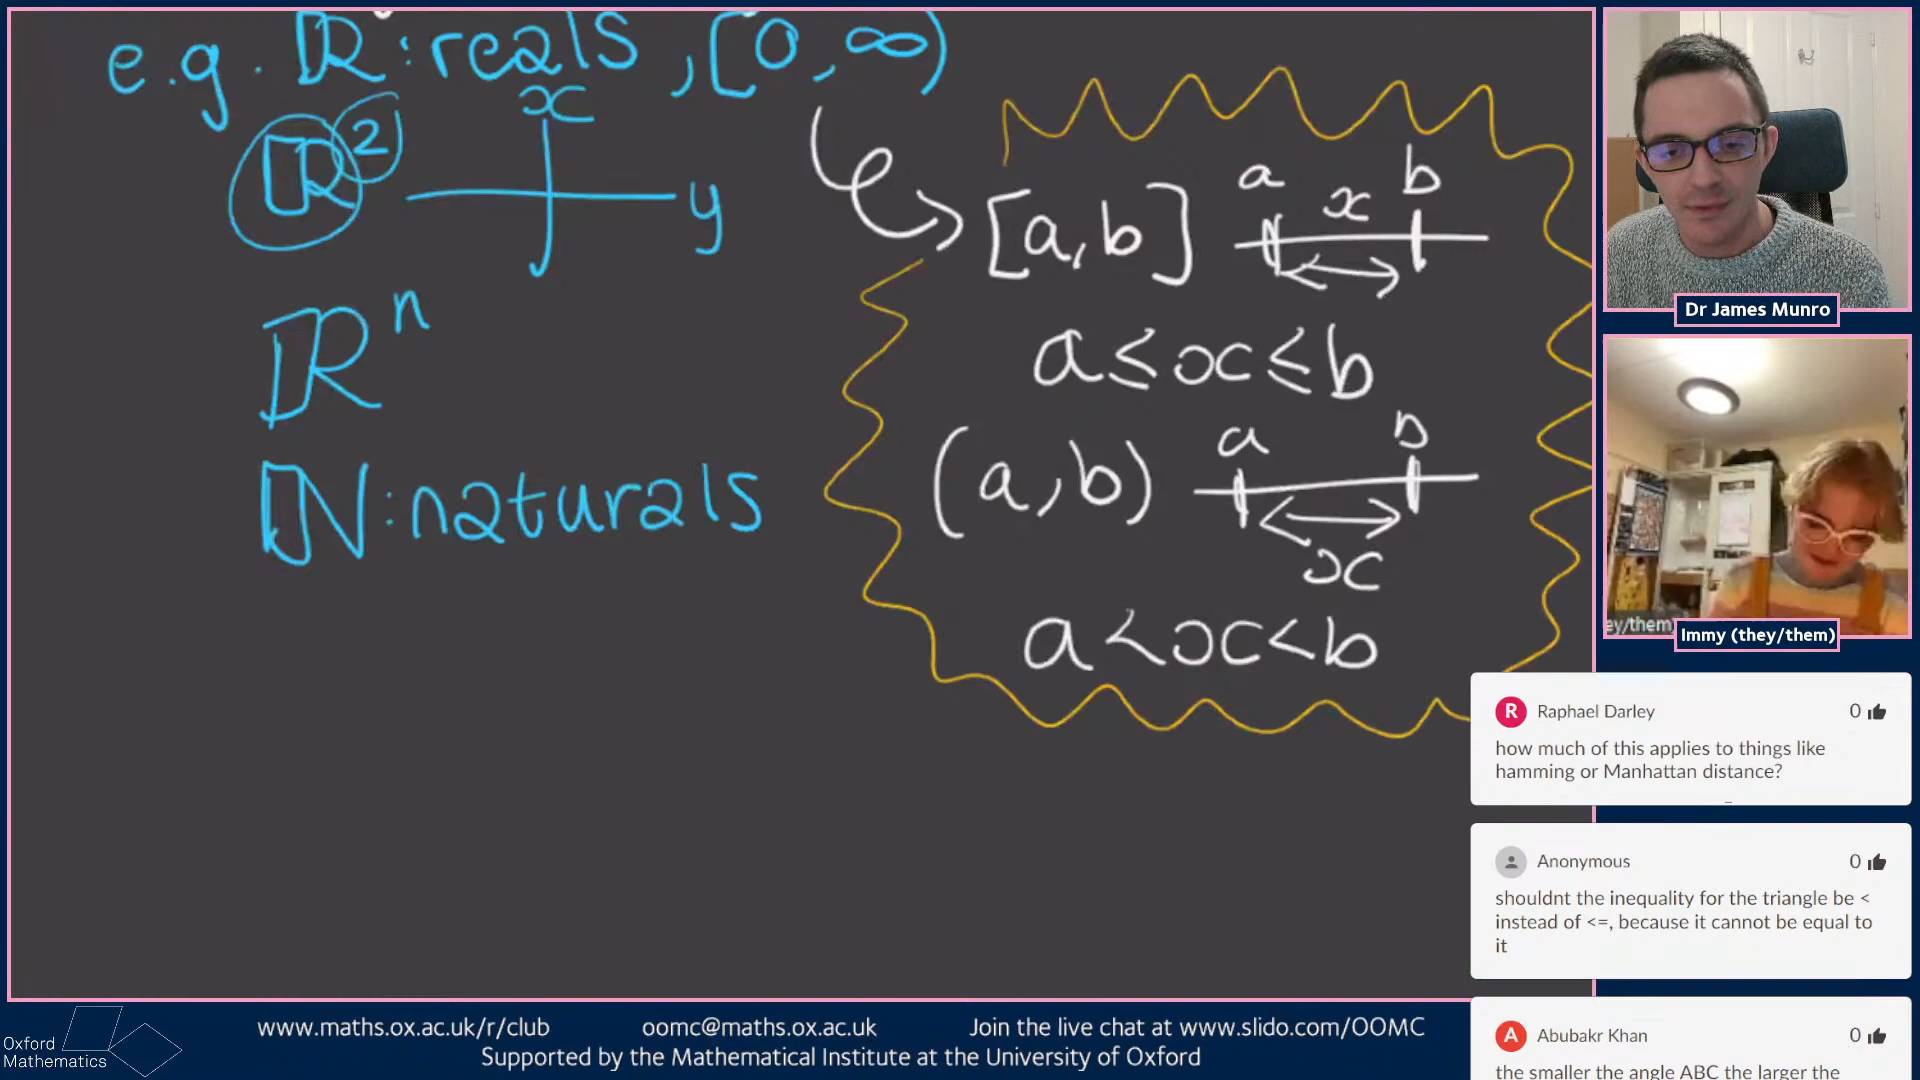 e.g. ℝ: reals, [0, ∞)
ℝ²
x
y
ℝⁿ
ℕ: naturals
[a, b]
a x b
a ≤ x ≤ b
(a, b)
a b
x
a < x < b
Dr James Munro
ey/them)
Immy (they/them)
R Raphael Darley 0
how much of this applies to things like
hamming or Manhattan distance?
Anonymous 0
shouldnt the inequality for the triangle be <
instead of <=, because it cannot be equal to
it
A Abubakr Khan 0
the smaller the angle ABC the larger the
Oxford
Mathematics
www.maths.ox.ac.uk/r/club oomc@maths.ox.ac.uk Join the live chat at www.slido.com/OOMC
Supported by the Mathematical Institute at the University of Oxford